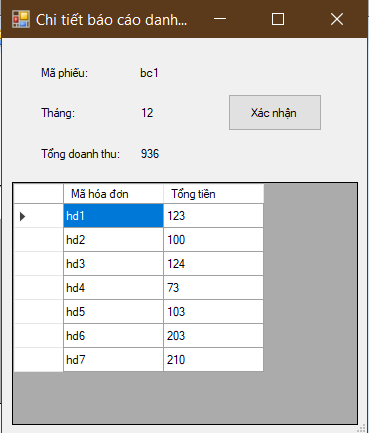 Chi tiết báo cáo danh...
Mã phiếu: bc1
Tháng: 12
Xác nhận
Tổng doanh thu: 936
Mã hóa đơn Tổng tiền
hd1 123
hd2 100
hd3 124
hd4 73
hd5 103
hd6 203
hd7 210